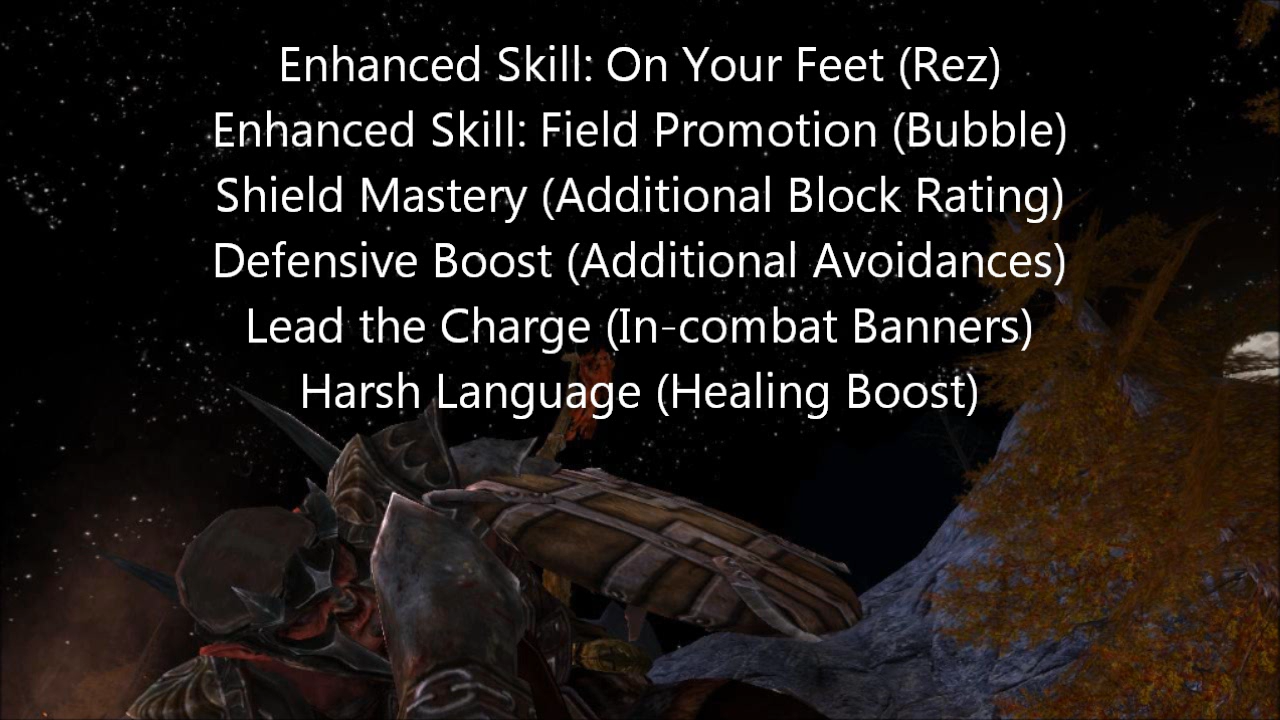 Enhanced Skill: On Your Feet (Rez)
Enhanced Skill: Field Promotion (Bubble)
Shield Mastery (Additional Block Rating)
Defensive Boost (Additional Avoidances)
Lead the Charge (In-combat Banners)
Harsh Language (Healing Boost)